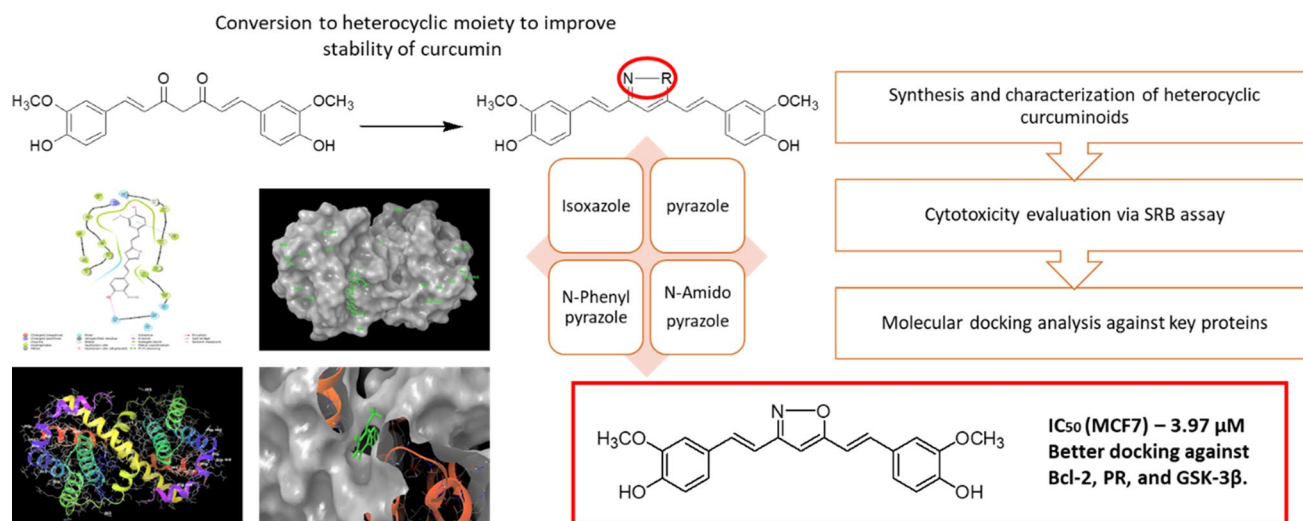 Conversion to heterocyclic moiety to improve
stability of curcumin
O
O
H₃CO
OCH₃
HO
OH
N
R
H₃CO
OCH₃
HO
OH
Isoxazole
pyrazole
N-Phenyl
pyrazole
N-Amido
pyrazole
Synthesis and characterization of heterocyclic
curcuminoids
Cytotoxicity evaluation via SRB assay
Molecular docking analysis against key proteins
N
O
H₃CO
OCH₃
HO
OH
IC₅₀ (MCF7) – 3.97 µM
Better docking against
Bcl-2, PR, and GSK-3β.